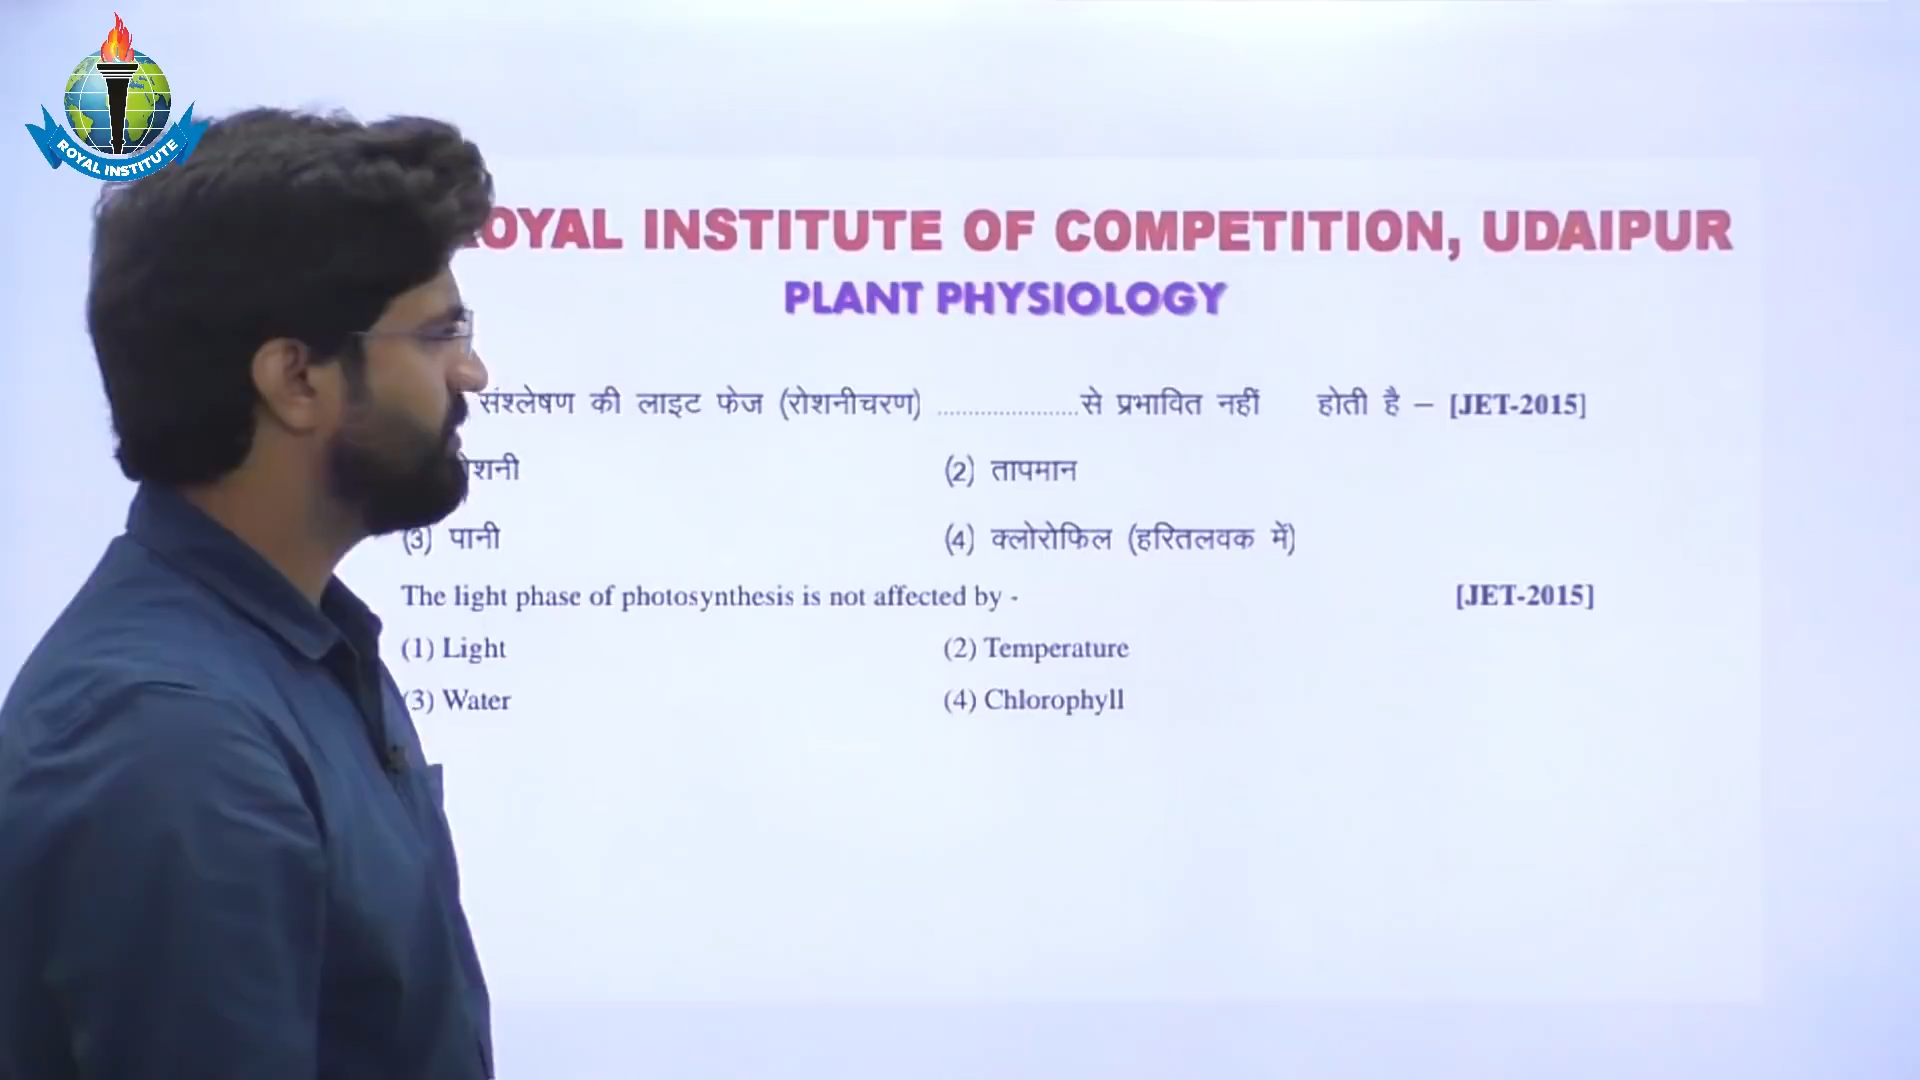 ROYAL INSTITUTE
ROYAL INSTITUTE OF COMPETITION, UDAIPUR
PLANT PHYSIOLOGY
संश्लेषण की लाइट फेज (रोशनीचरण) ........................से प्रभावित नहीं होती है – [JET-2015]
(2) तापमान
(3) पानी (4) क्लोरोफिल (हरितलवक में)
The light phase of photosynthesis is not affected by - [JET-2015]
(1) Light (2) Temperature
(3) Water (4) Chlorophyll